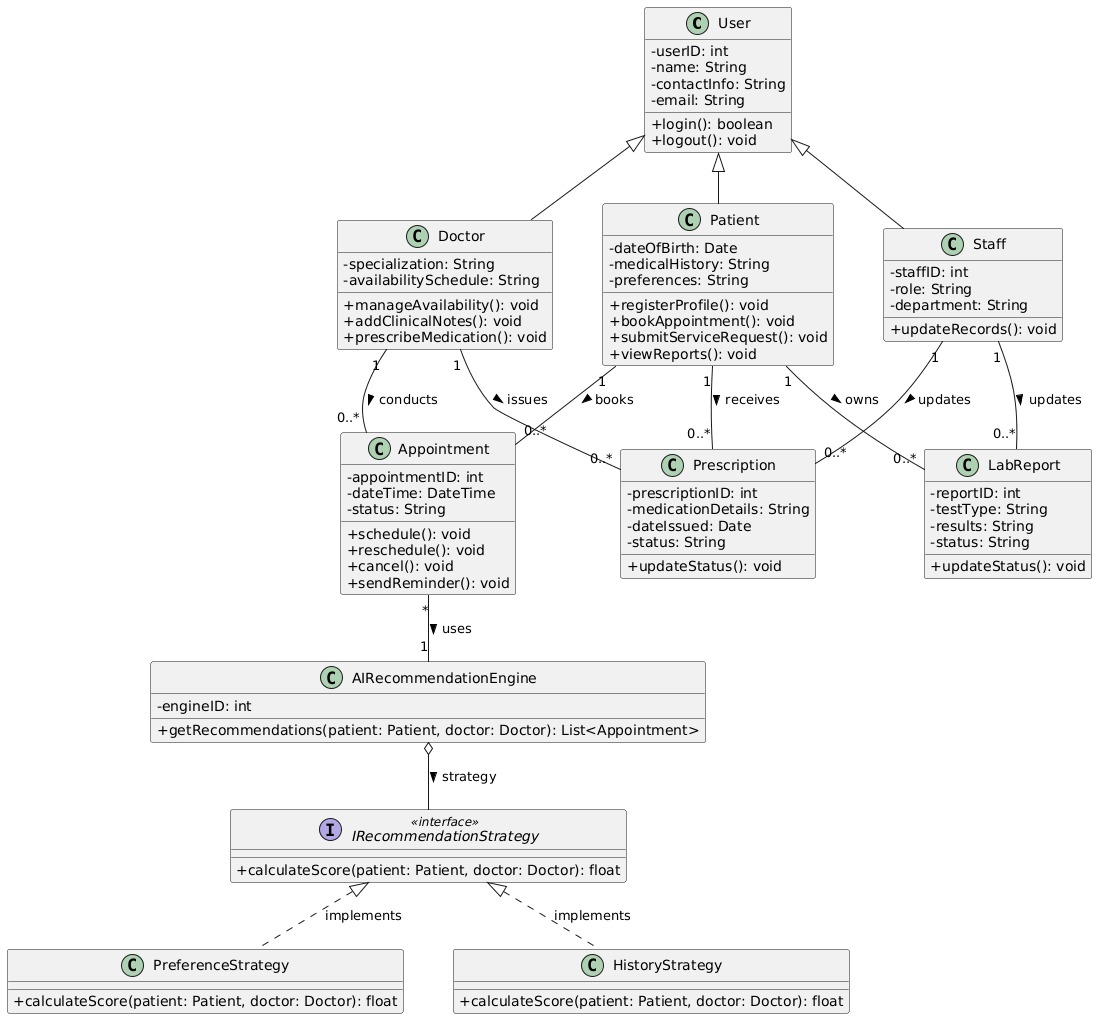 C User
-userID: int
-name: String
-contactInfo: String
-email: String
+login(): boolean
+logout(): void
C Doctor
-specialization: String
-availabilitySchedule: String
+manageAvailability(): void
+addClinicalNotes(): void
+prescribeMedication(): void
C Patient
-dateOfBirth: Date
-medicalHistory: String
-preferences: String
+registerProfile(): void
+bookAppointment(): void
+submitServiceRequest(): void
+viewReports(): void
C Staff
-staffID: int
-role: String
-department: String
+updateRecords(): void
1
1
1
1
1
1
1
conducts
issues
books
receives
owns
updates
updates
0..*
0..*
0..*
0..*
0..*
0..*
0..*
C Appointment
-appointmentID: int
-dateTime: DateTime
-status: String
+schedule(): void
+reschedule(): void
+cancel(): void
+sendReminder(): void
C Prescription
-prescriptionID: int
-medicationDetails: String
-dateIssued: Date
-status: String
+updateStatus(): void
C LabReport
-reportID: int
-testType: String
-results: String
-status: String
+updateStatus(): void
*
uses
1
C AIRecommendationEngine
-engineID: int
+getRecommendations(patient: Patient, doctor: Doctor): List<Appointment>
strategy
I «interface»
IRecommendationStrategy
+calculateScore(patient: Patient, doctor: Doctor): float
implements
implements
C PreferenceStrategy
+calculateScore(patient: Patient, doctor: Doctor): float
C HistoryStrategy
+calculateScore(patient: Patient, doctor: Doctor): float